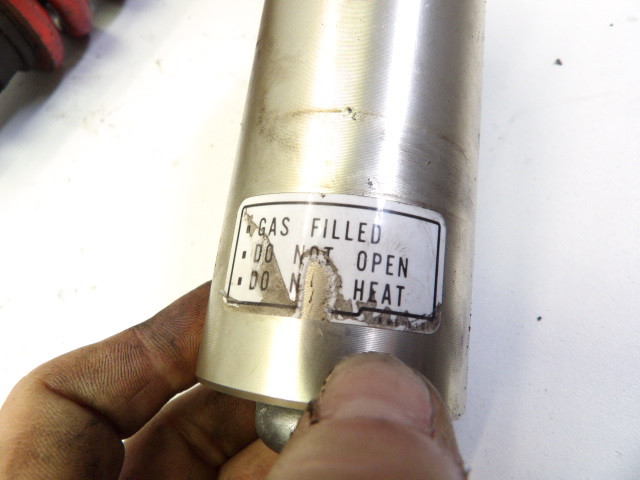 ▪ GAS FILLED
▪ DO NOT OPEN
▪ DO N HEAT